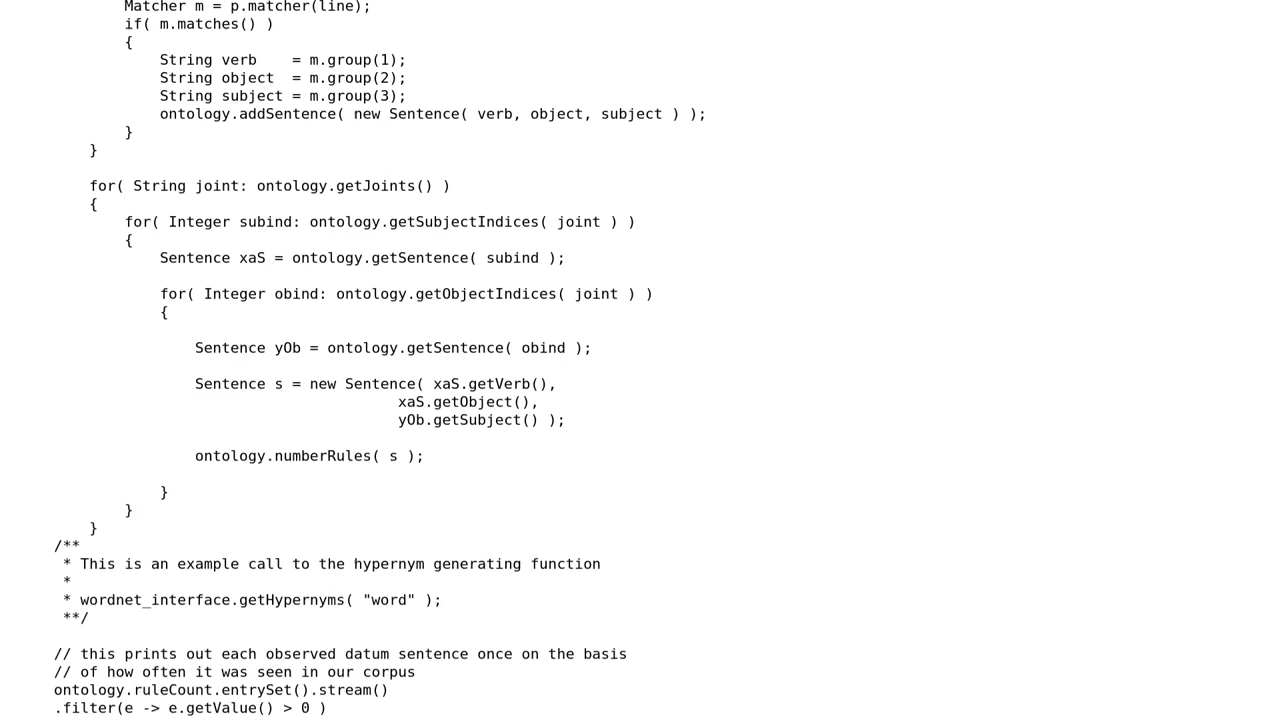 Matcher m = p.matcher(line);
if( m.matches() )
{
String verb    = m.group(1);
String object  = m.group(2);
String subject = m.group(3);
ontology.addSentence( new Sentence( verb, object, subject ) );
}
}
for( String joint: ontology.getJoints() )
{
for( Integer subind: ontology.getSubjectIndices( joint ) )
{
Sentence xaS = ontology.getSentence( subind );
for( Integer obind: ontology.getObjectIndices( joint ) )
{
Sentence yOb = ontology.getSentence( obind );
Sentence s = new Sentence( xaS.getVerb(),
xaS.getObject(),
yOb.getSubject() );
ontology.numberRules( s );
}
}
}
/**
* This is an example call to the hypernym generating function
*
* wordnet_interface.getHypernyms( "word" );
**/
// this prints out each observed datum sentence once on the basis
// of how often it was seen in our corpus
ontology.ruleCount.entrySet().stream()
.filter(e -> e.getValue() > 0 )